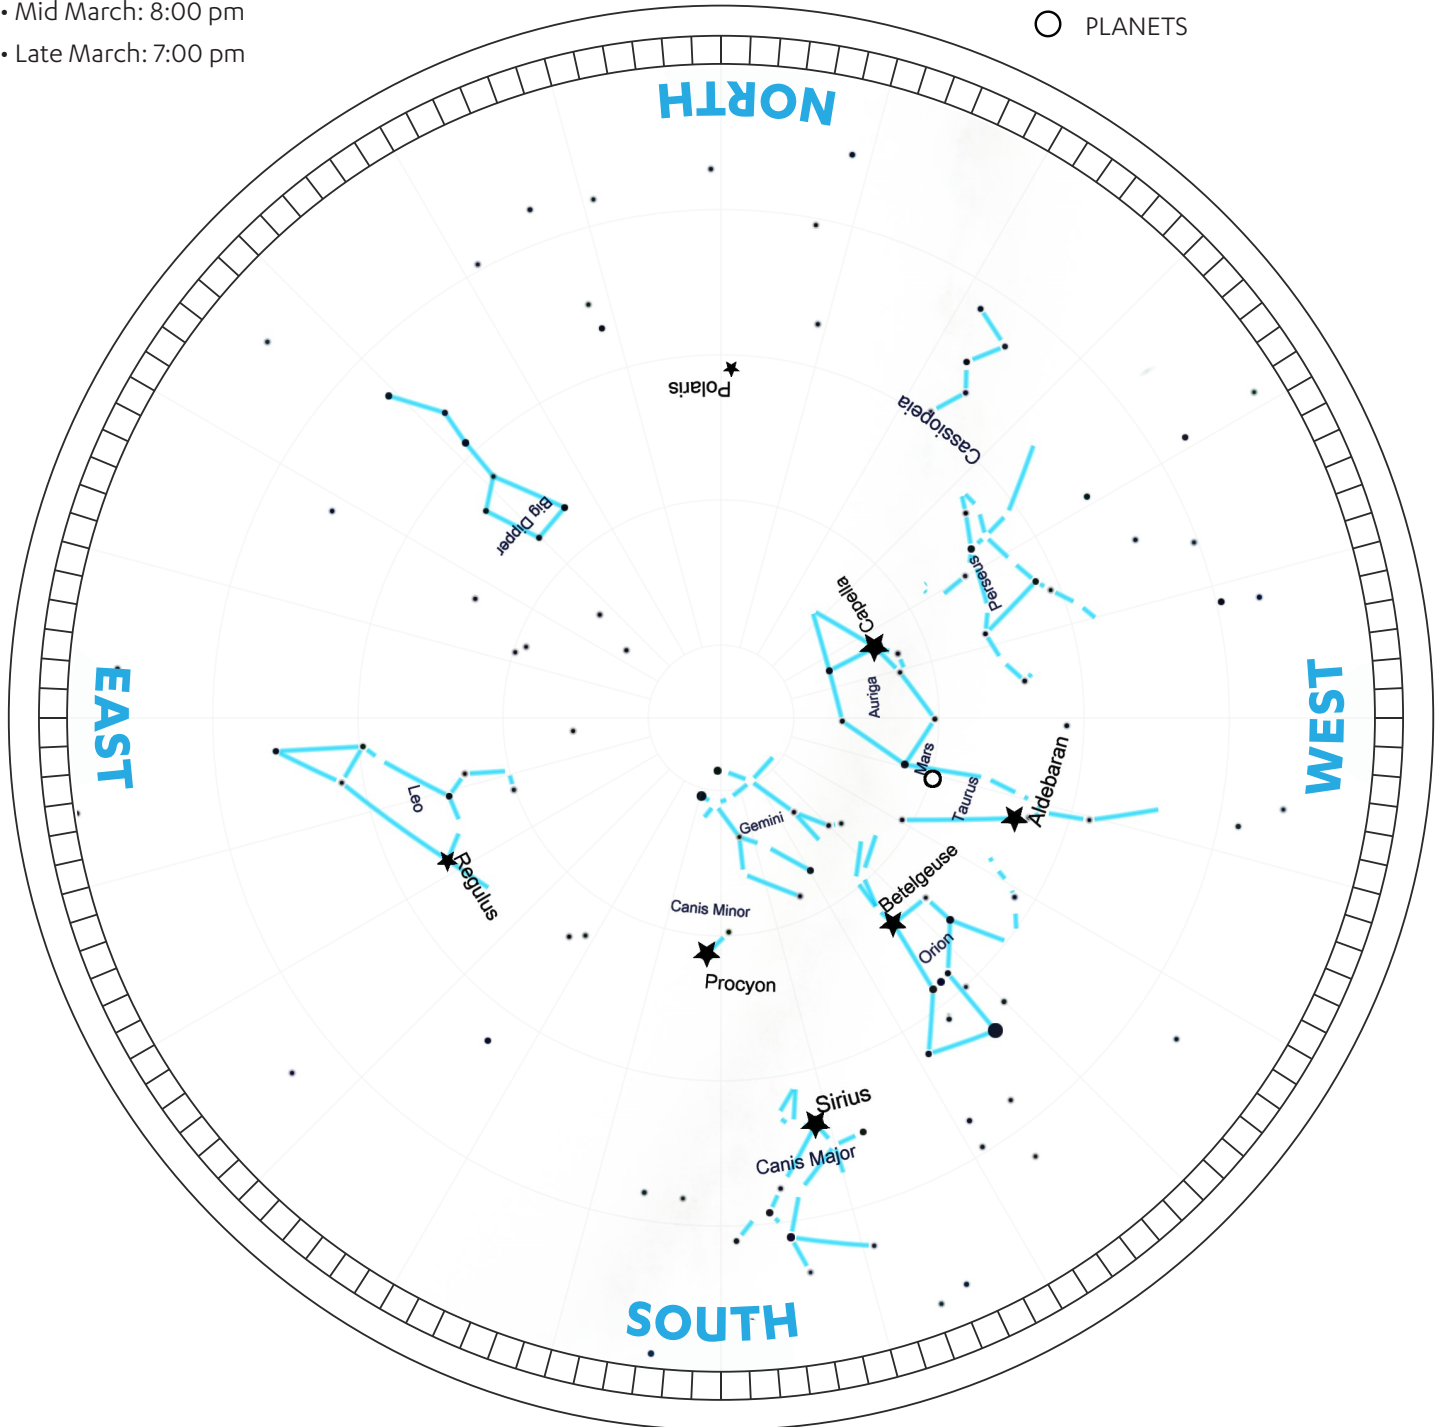 • Mid March: 8:00 pm
• Late March: 7:00 pm
PLANETS
NORTH
Polaris
Cassiopeia
Big Dipper
Perseus
Capella
Auriga
EAST
WEST
Mars
Taurus
Aldebaran
Leo
Regulus
Gemini
Betelgeuse
Canis Minor
Orion
Procyon
Sirius
Canis Major
SOUTH